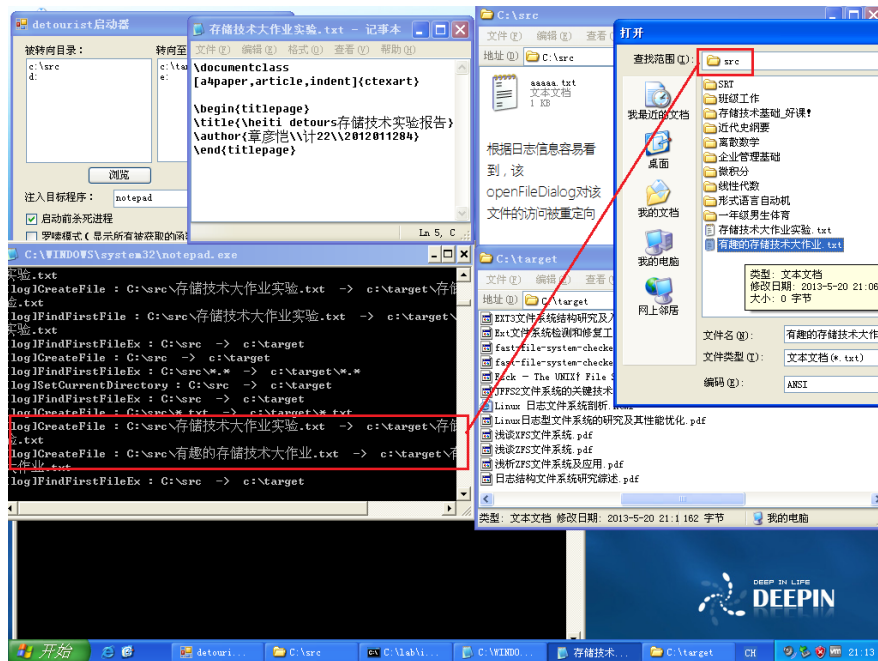 detourist启动器
被转向目录：
转向至
c:\src
d:
c:\ta
e:
浏览
注入目标程序：
notepad
启动前杀死进程
罗嗦模式(显示所有被获取的函
存储技术大作业实验.txt - 记事本
文件(F) 编辑(E) 格式(O) 查看(V) 帮助(H)
\documentclass
[a4paper,article,indent]{ctexart}
\begin{titlepage}
\title{\heiti detours存储技术实验报告}
\author{章彦恺\\计22\\2012011284}
\end{titlepage}
Ln 5, C
C:\src
文件(F) 编辑(E) 查看
地址(D) C:\src
aaaaa.txt
文本文档
1 KB
根据日志信息容易看
到，该
openFileDialog对该
文件的访问被重定向
打开
查找范围(I):
src
我最近的文档
桌面
我的文档
我的电脑
网上邻居
SRT
班级工作
存储技术基础_好课!
近代史纲要
离散数学
企业管理基础
微积分
线性代数
形式语言自动机
一年级男生体育
存储技术大作业实验.txt
有趣的存储技术大作业.txt
类型: 文本文档
修改日期: 2013-5-20 21:06
大小: 0 字节
文件名(N):
有趣的存储技术大作
文件类型(T):
文本文档(*.txt)
编码(E):
ANSI
C:\WINDOWS\system32\notepad.exe
实验.txt
[log]CreateFile : C:\src\存储技术大作业实验.txt -> c:\target\存储
验.txt
[log]FindFirstFile : C:\src\存储技术大作业实验.txt -> c:\target\
实验.txt
[log]FindFirstFileEx : C:\src -> c:\target
[log]CreateFile : C:\src -> c:\target
[log]FindFirstFileEx : C:\src\*.* -> c:\target\*.*
[log]SetCurrentDirectory : C:\src -> c:\target
[log]FindFirstFileEx : C:\src -> c:\target
[log]CreateFile : C:\src\*.txt -> c:\target\*.txt
[log]CreateFile : C:\src\存储技术大作业实验.txt -> c:\target\存储
验.txt
[log]CreateFile : C:\src\有趣的存储技术大作业.txt -> c:\target\有
大作业.txt
[log]FindFirstFileEx : C:\src -> c:\target
C:\target
文件(F) 编辑(E) 查看
地址(D) C:\target
EXT3文件系统结构研究及
Ext文件系统检测和修复工
fast-file-system-checke
fast-file-system-checke
Fsck - The UNIX† File S
JFFS2文件系统的关键技术
Linux 日志文件系统剖析.
Linux日志型文件系统的研究及其性能优化.pdf
浅谈ZFS文件系统.pdf
浅谈ZFS文件系统.pdf
浅析ZFS文件系统及应用.pdf
日志结构文件系统研究综述.pdf
类型: 文本文档 修改日期: 2013-5-20 21:1 162 字节
我的电脑
DEEP IN LIFE
DEEPIN
开始
detouri...
C:\src
C:\lab\i...
C:\WINDO...
存储技术...
C:\target
CH
21:13